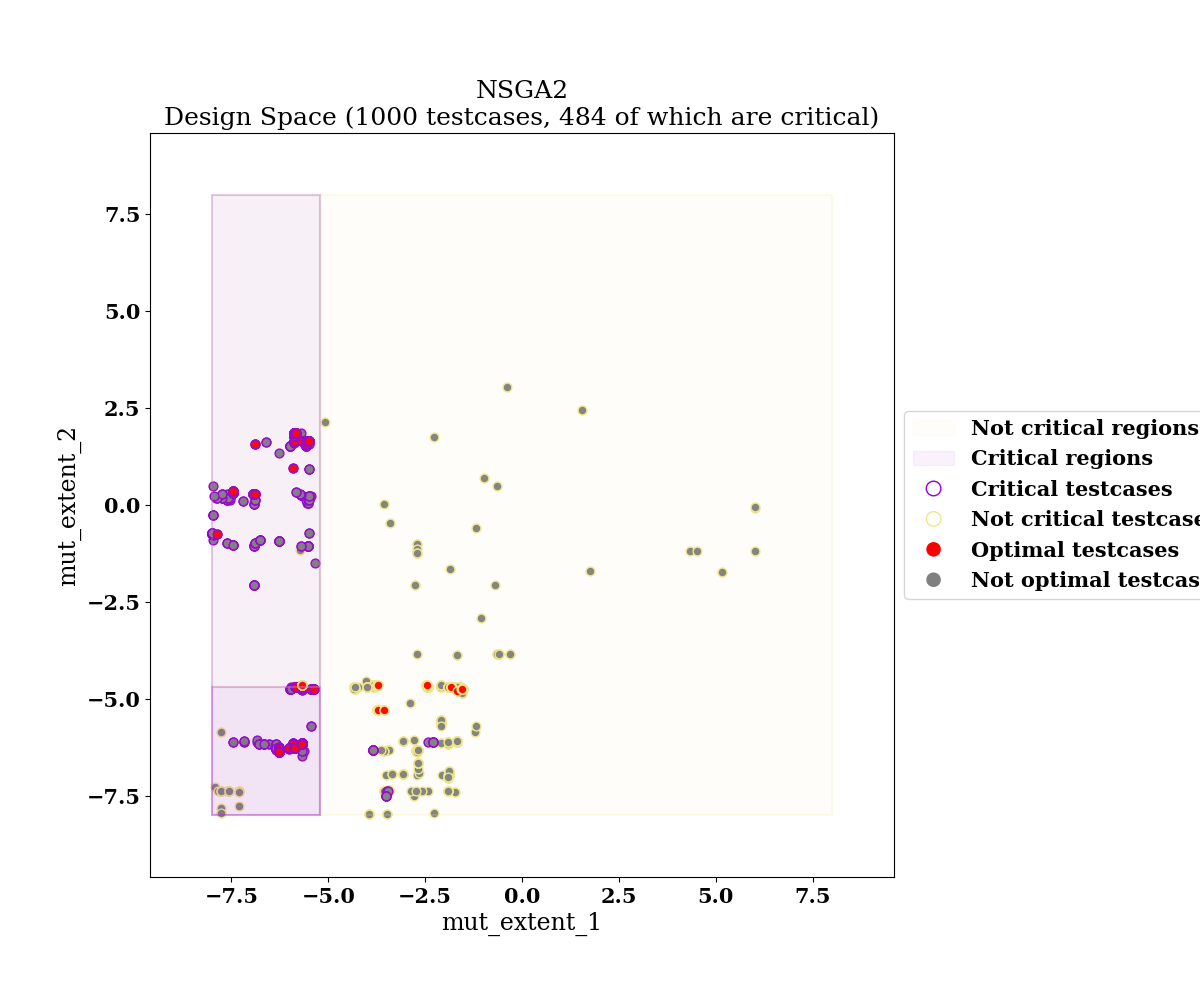 NSGA2
Design Space (1000 testcases, 484 of which are critical)
mut_extent_2
7.5
5.0
2.5
0.0
−2.5
−5.0
−7.5
−7.5 −5.0 −2.5 0.0 2.5 5.0 7.5
mut_extent_1
Not critical regions
Critical regions
Critical testcases
Not critical testcase
Optimal testcases
Not optimal testcas